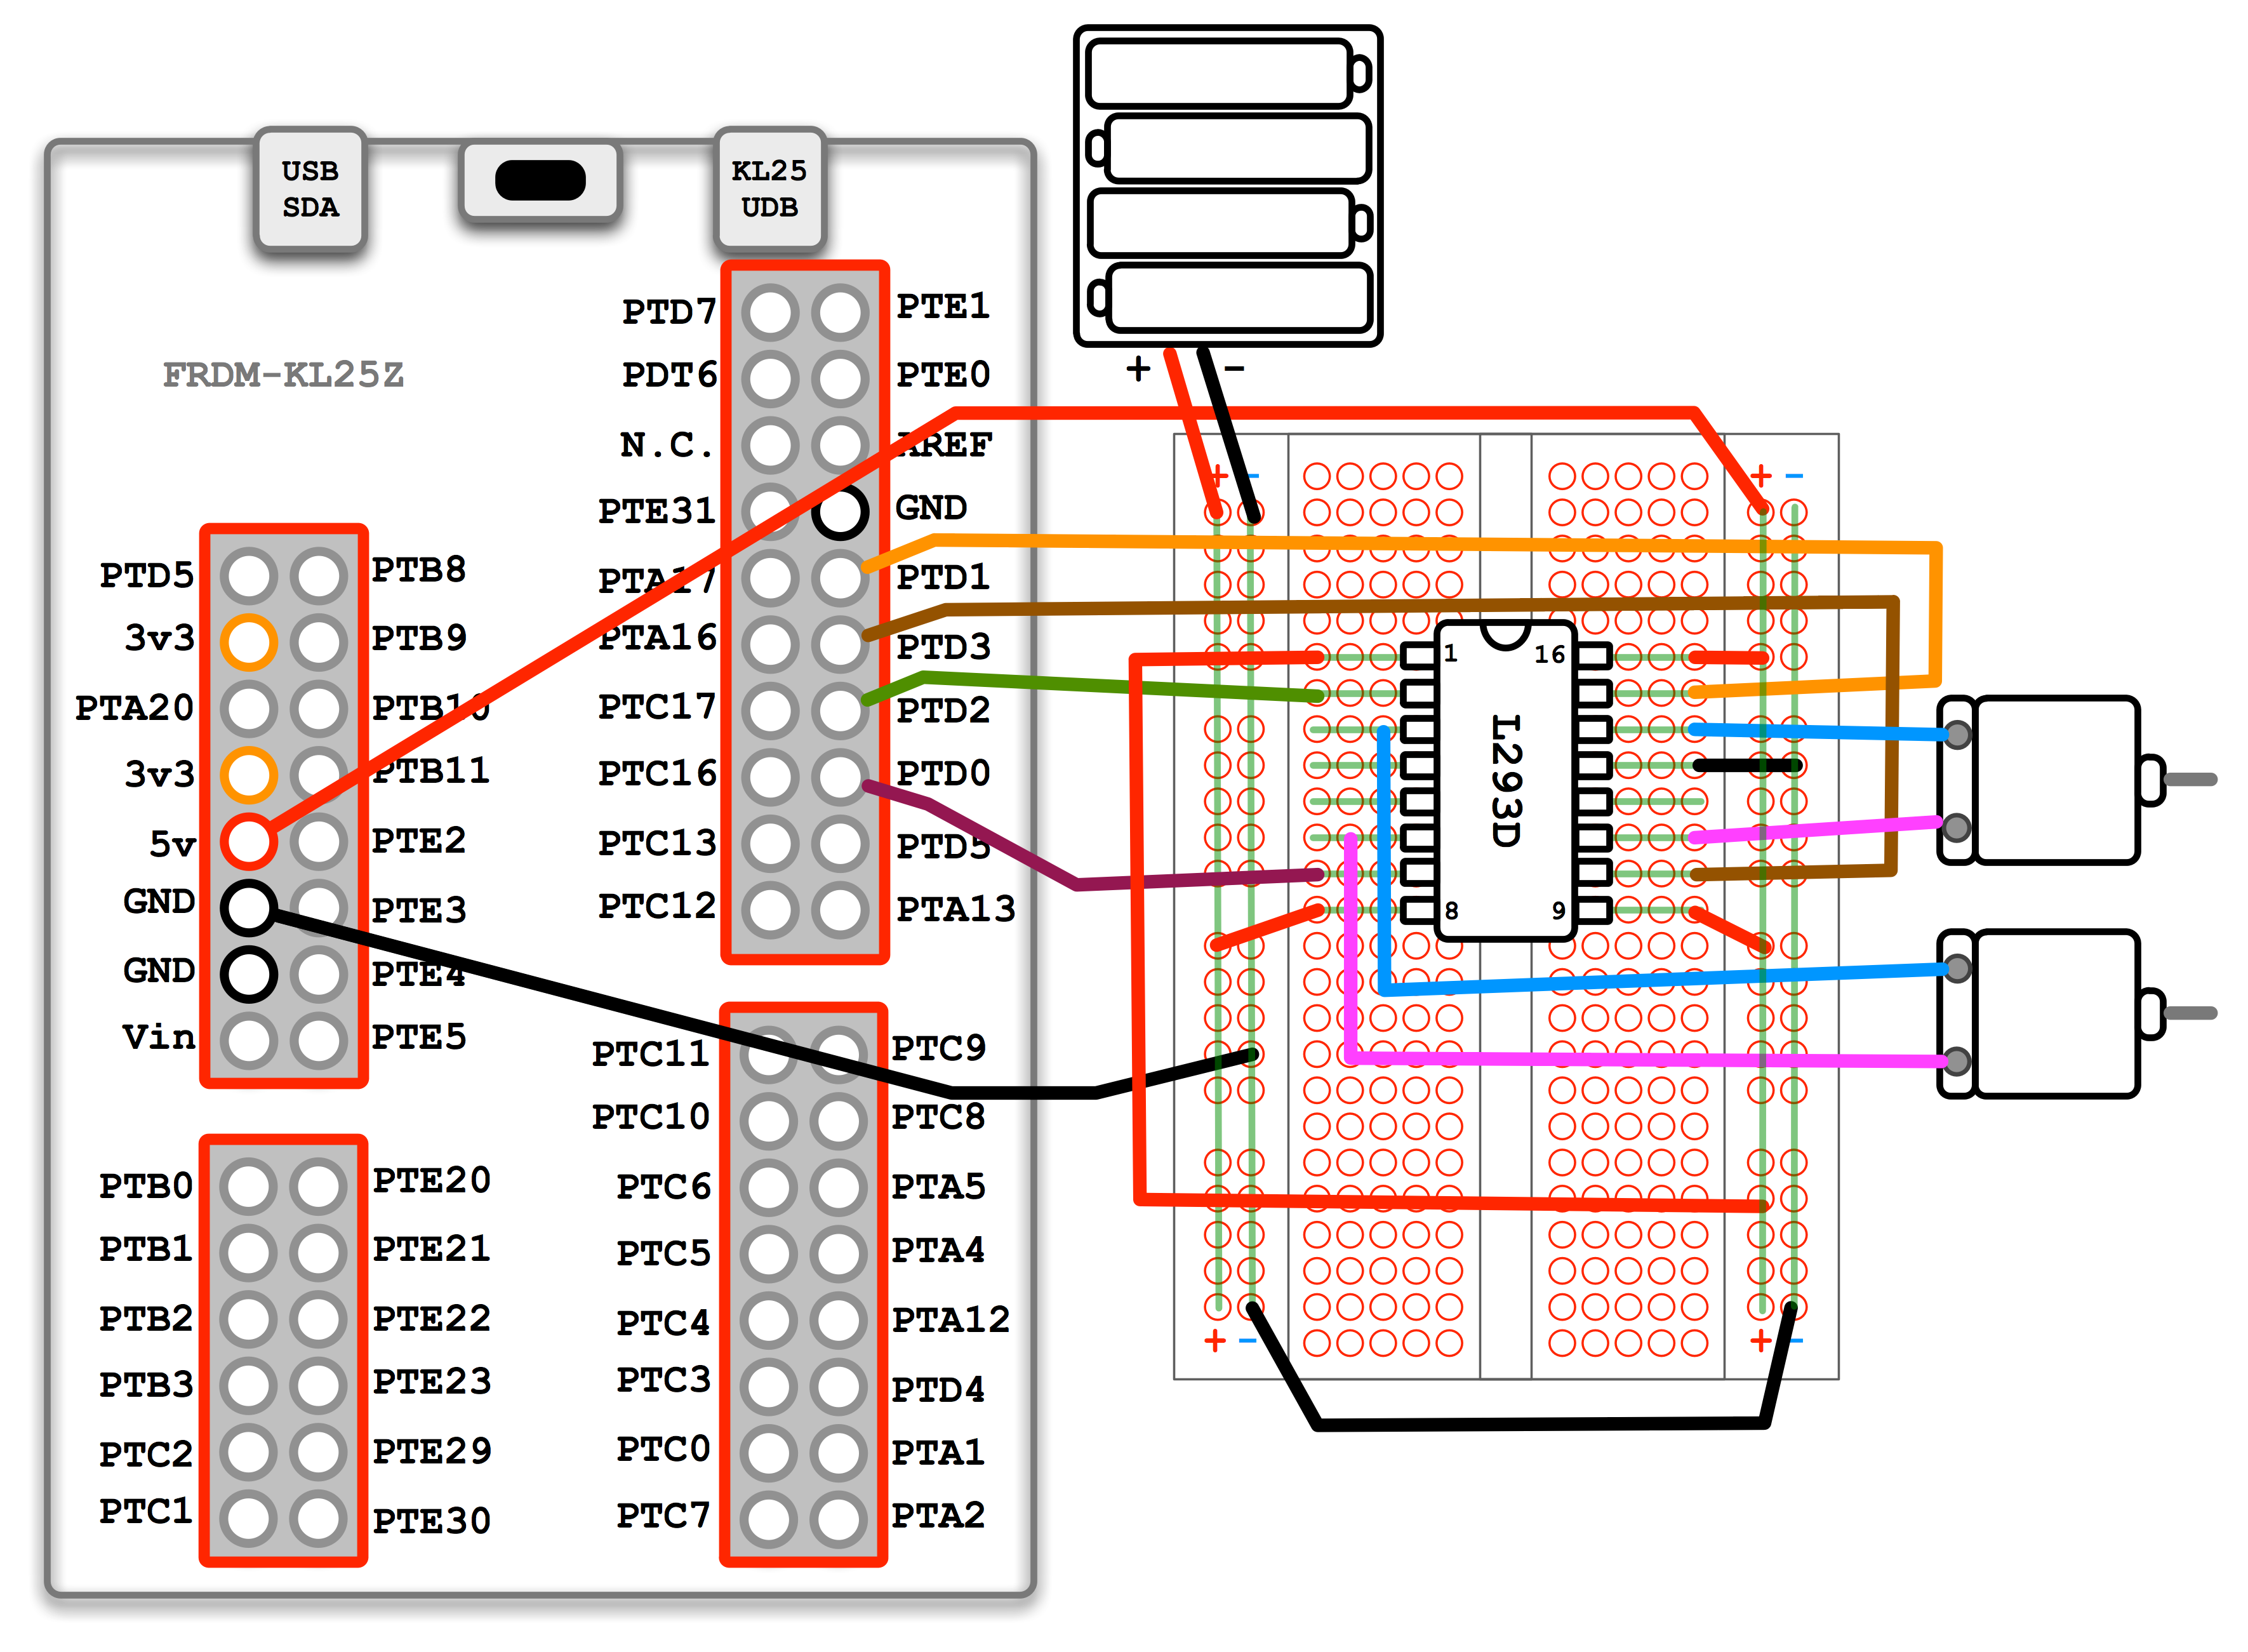 USB
SDA
KL25
UDB
FRDM-KL25Z
+
-
PTD7
PTE1
PDT6
PTE0
N.C.
AREF
PTE31
GND
PTA17
PTD1
PTA16
PTD3
PTC17
PTD2
PTC16
PTD0
PTC13
PTD5
PTC12
PTA13
PTD5
PTB8
3v3
PTB9
PTA20
PTB10
3v3
PTB11
5v
PTE2
GND
PTE3
GND
PTE4
Vin
PTE5
PTB0
PTE20
PTB1
PTE21
PTB2
PTE22
PTB3
PTE23
PTC2
PTE29
PTC1
PTE30
PTC11
PTC9
PTC10
PTC8
PTC6
PTA5
PTC5
PTA4
PTC4
PTA12
PTC3
PTD4
PTC0
PTA1
PTC7
PTA2
+ -
+ -
1 16
L293D
8 9
+ -
+ -